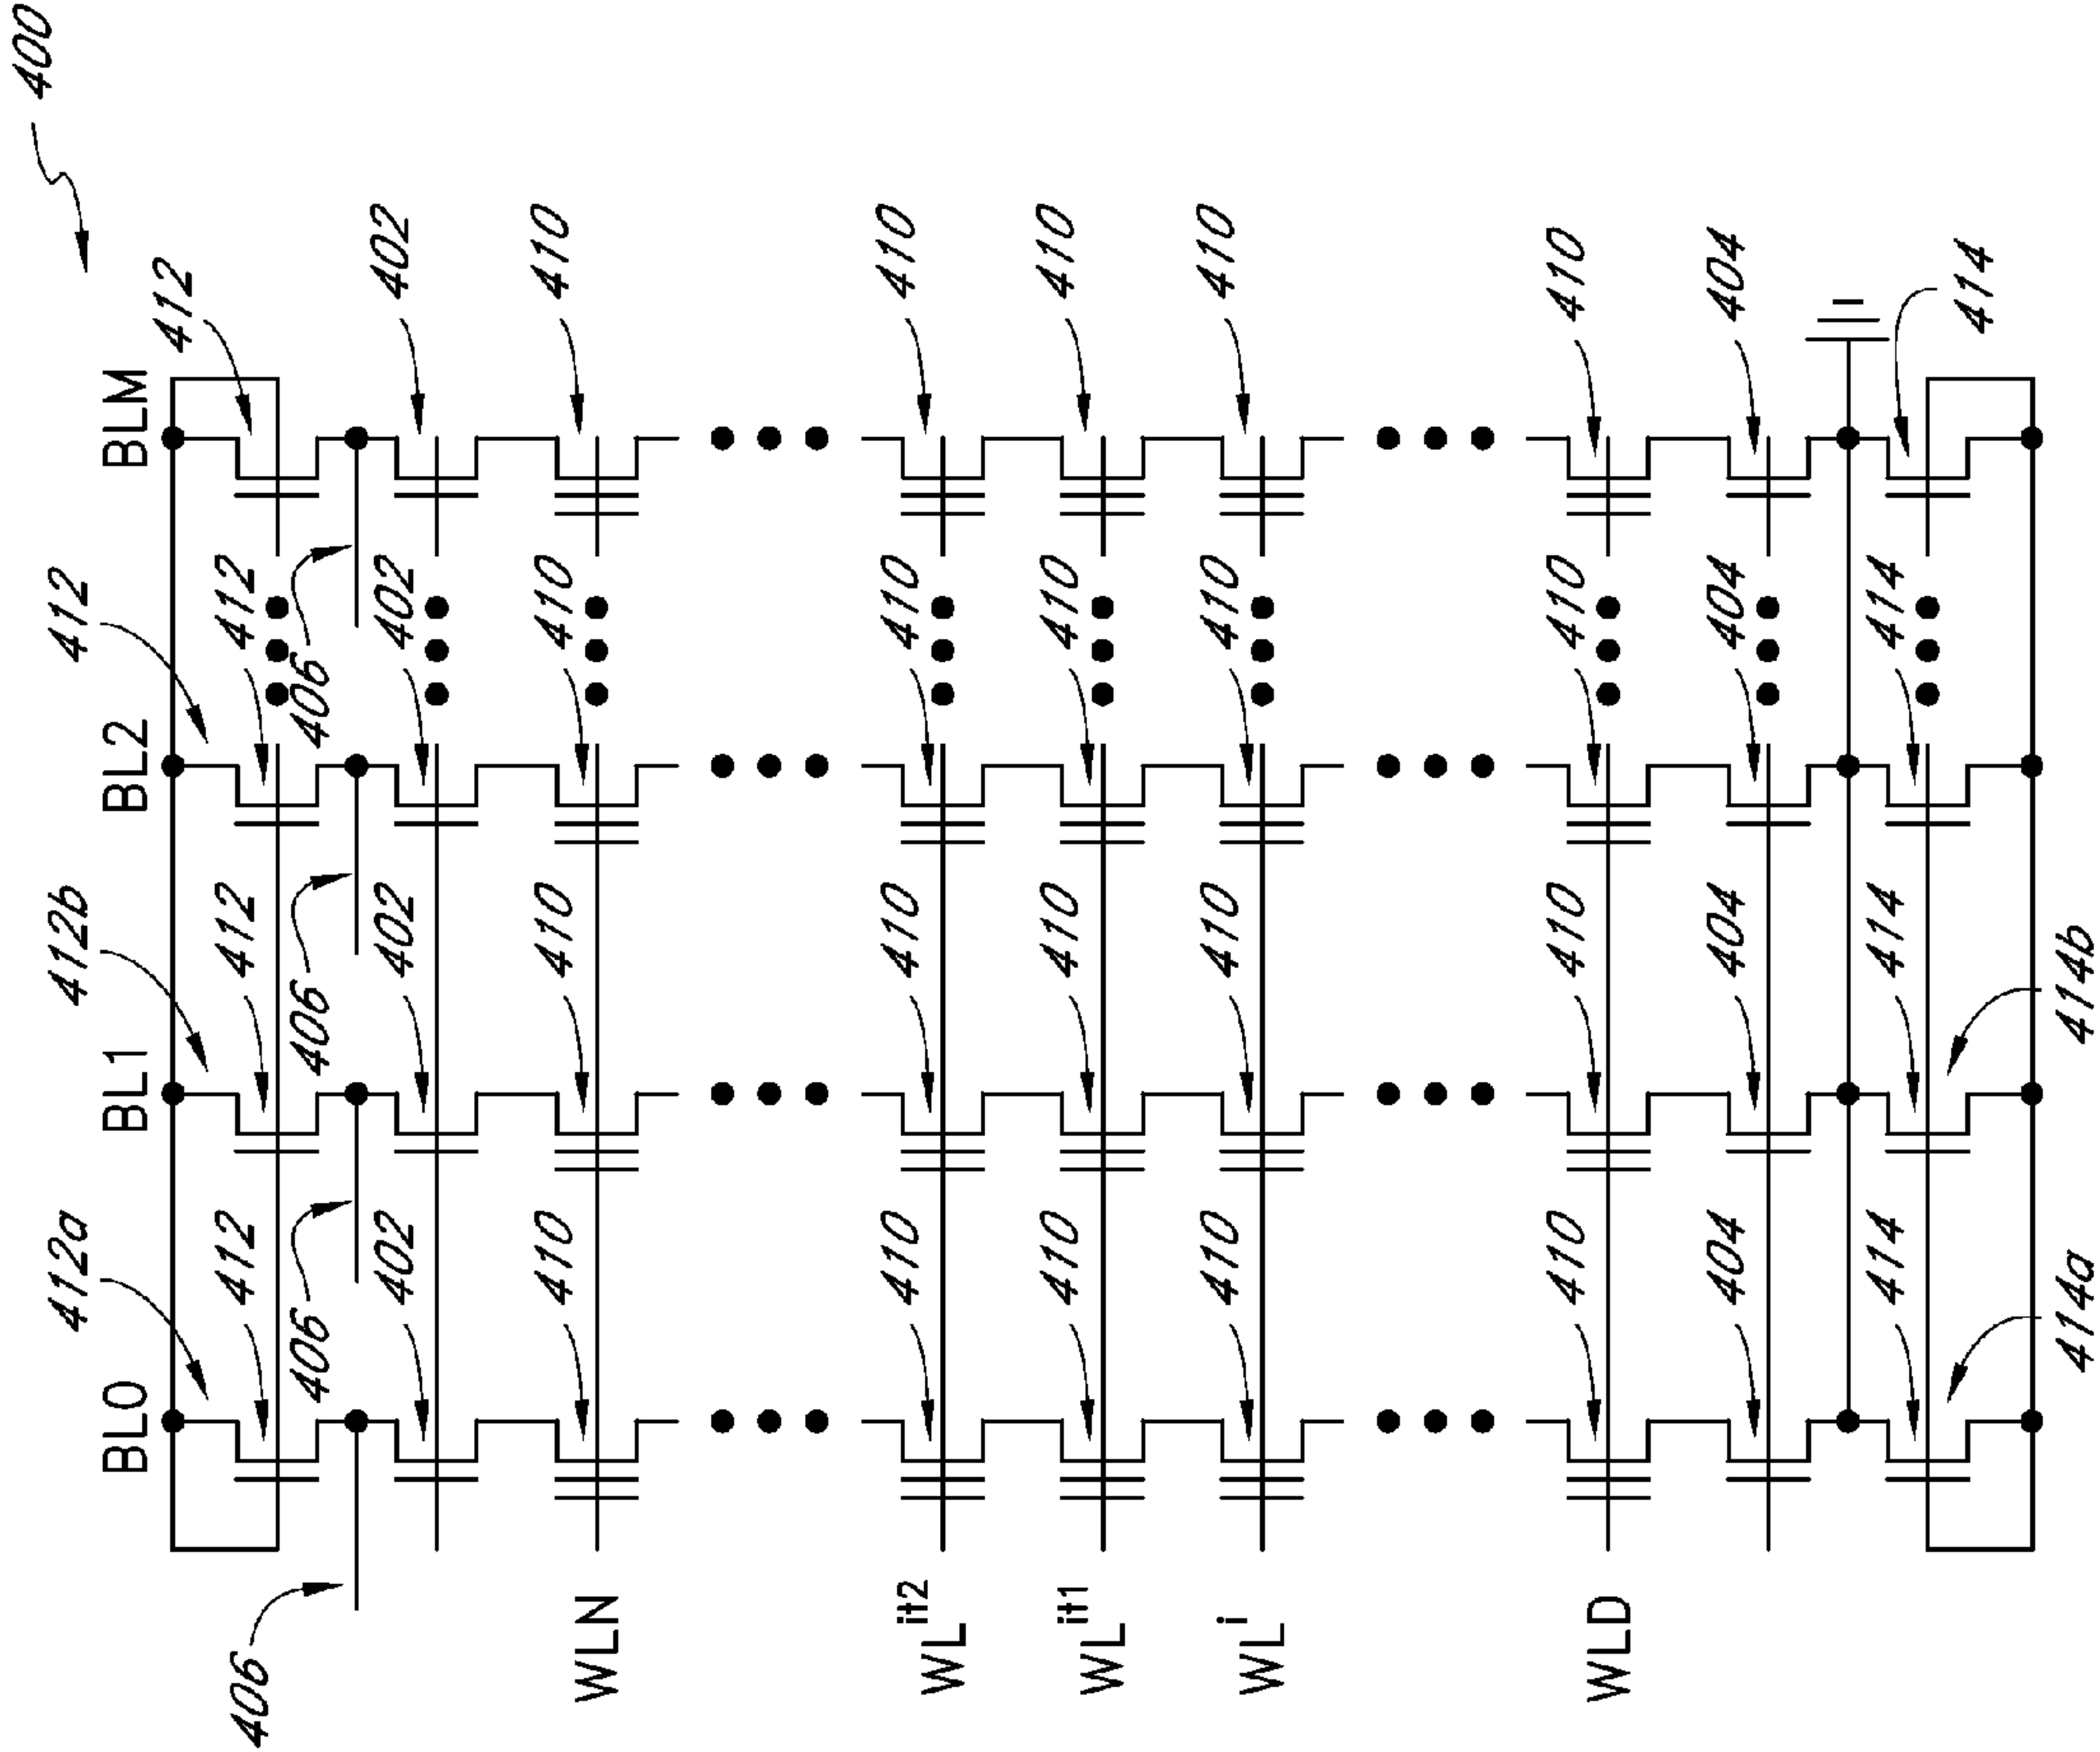 400
412a 412b 412
BL0 BL1 BL2 BLM
412
412 412 412
406
406 406 406
402 402 402 402
WLN 410 410 410 410
WL it2 410 410 410 410
WL it1 410 410 410 410
WL i 410 410 410 410
WLD 410 410 410 410
404 404 404 404
414 414 414
414
414a 414b